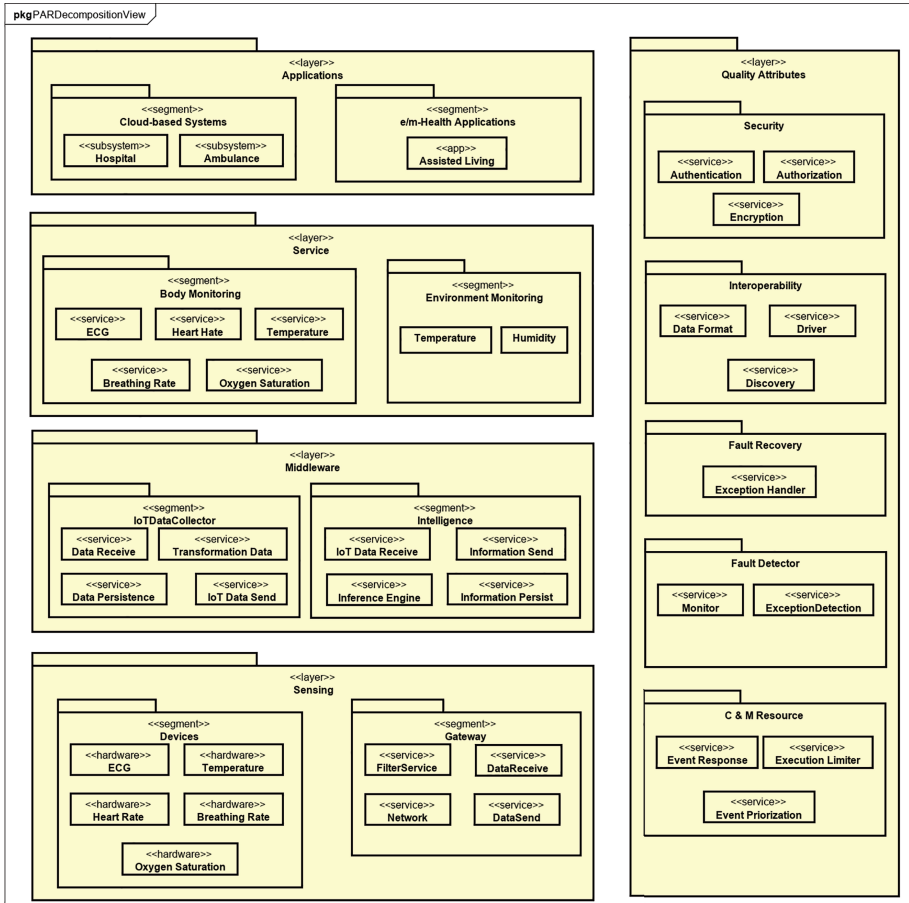 pkg PARDecompositionView
<<layer>>
Applications
<<segment>>
Cloud-based Systems
<<subsystem>>
Hospital
<<subsystem>>
Ambulance
<<segment>>
e/m-Health Applications
<<app>>
Assisted Living
<<layer>>
Service
<<segment>>
Body Monitoring
<<service>>
ECG
<<service>>
Heart Hate
<<service>>
Temperature
<<service>>
Breathing Rate
<<service>>
Oxygen Saturation
<<segment>>
Environment Monitoring
Temperature
Humidity
<<layer>>
Middleware
<<segment>>
IoTDataCollector
<<service>>
Data Receive
<<service>>
Transformation Data
<<service>>
Data Persistence
<<service>>
IoT Data Send
<<segment>>
Intelligence
<<service>>
IoT Data Receive
<<service>>
Information Send
<<service>>
Inference Engine
<<service>>
Information Persist
<<layer>>
Sensing
<<segment>>
Devices
<<hardware>>
ECG
<<hardware>>
Temperature
<<hardware>>
Heart Rate
<<hardware>>
Breathing Rate
<<hardware>>
Oxygen Saturation
<<segment>>
Gateway
<<service>>
FilterService
<<service>>
DataReceive
<<service>>
Network
<<service>>
DataSend
<<layer>>
Quality Attributes
Security
<<service>>
Authentication
<<service>>
Authorization
<<service>>
Encryption
Interoperability
<<service>>
Data Format
<<service>>
Driver
<<service>>
Discovery
Fault Recovery
<<service>>
Exception Handler
Fault Detector
<<service>>
Monitor
<<service>>
ExceptionDetection
C & M Resource
<<service>>
Event Response
<<service>>
Execution Limiter
<<service>>
Event Priorization